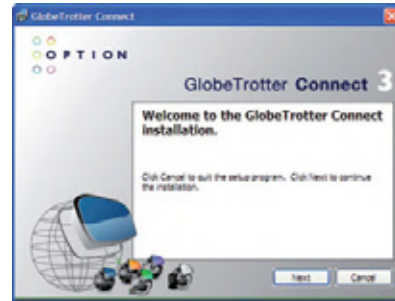 GlobeTrotter Connect
OPTION
GlobeTrotter Connect 3
Welcome to the GlobeTrotter Connect
installation.
Click Cancel to quit the setup program. Click Next to continue
the installation.
Next
Cancel